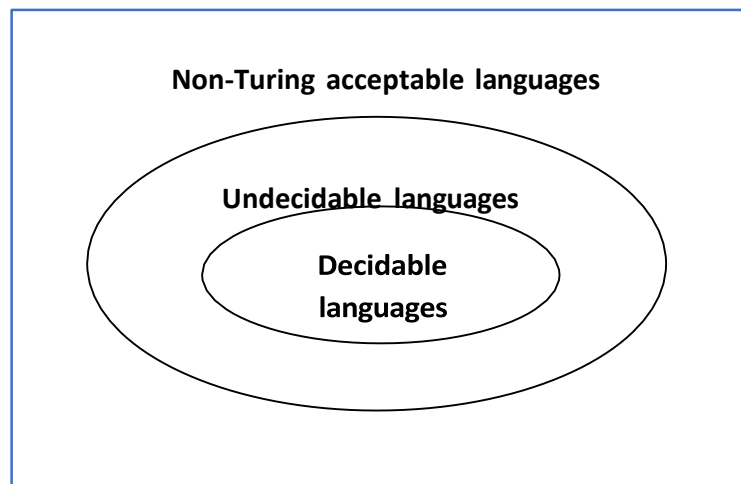 Non-Turing acceptable languages
Undecidable languages
Decidable
languages